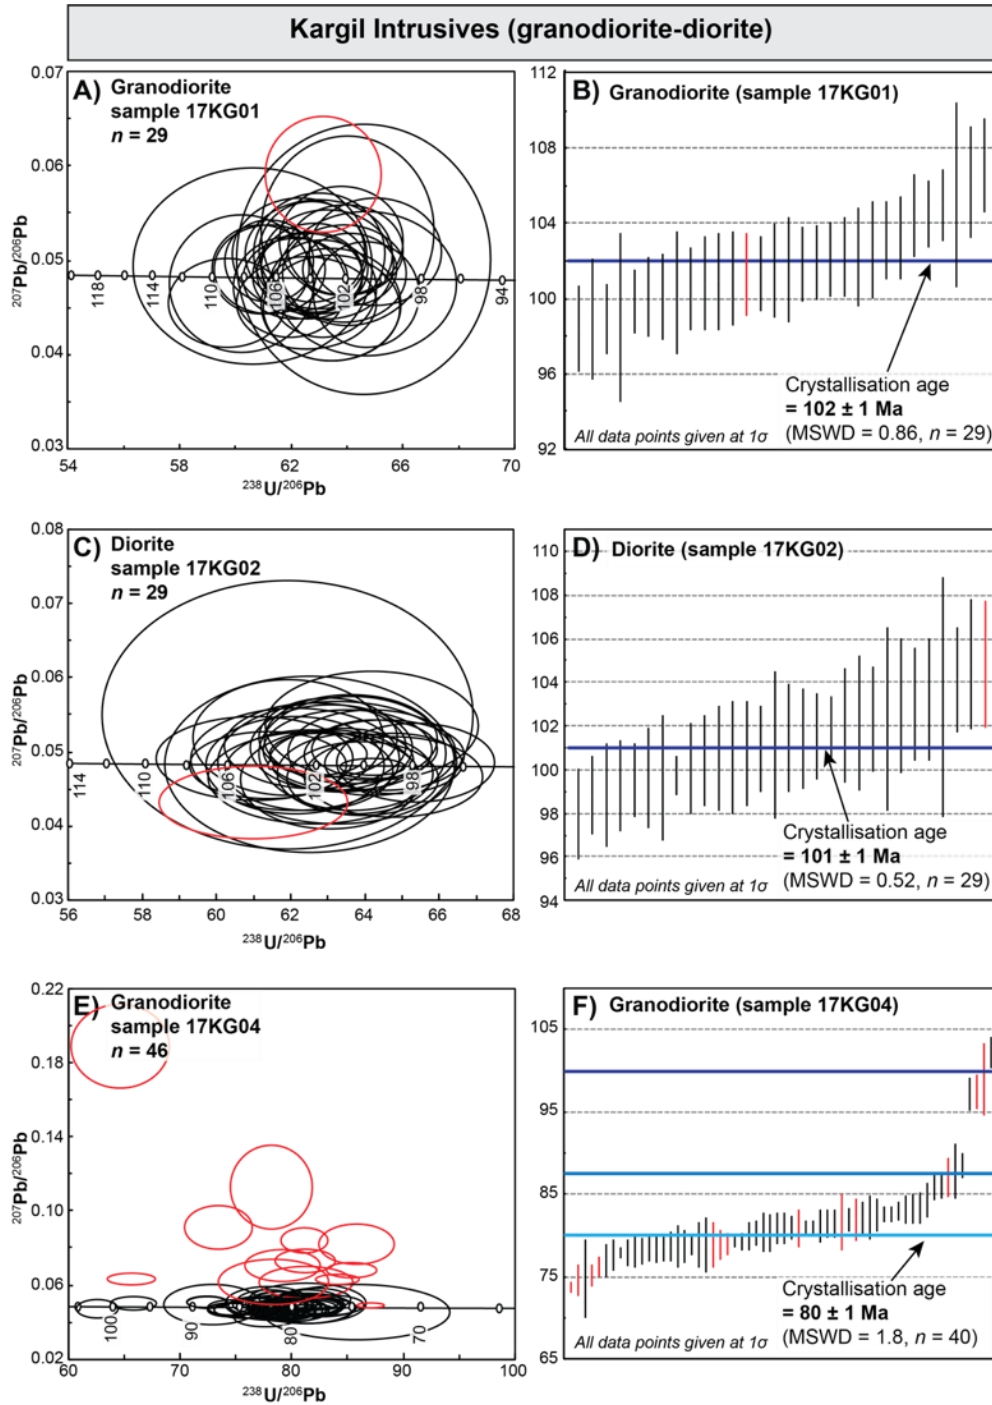 Kargil Intrusives (granodiorite-diorite)
A) Granodiorite
sample 17KG01
n = 29
0.07
0.06
0.05
0.04
0.03
207Pb/206Pb
118
114
110
106
102
98
94
54
58
62
66
70
238U/206Pb
B) Granodiorite (sample 17KG01)
112
108
104
100
96
92
Crystallisation age
= 102 ± 1 Ma
(MSWD = 0.86, n = 29)
All data points given at 1σ
C) Diorite
sample 17KG02
n = 29
0.08
0.07
0.06
0.05
0.04
0.03
207Pb/206Pb
114
110
106
102
98
56
58
60
62
64
66
68
238U/206Pb
D) Diorite (sample 17KG02)
110
108
106
104
102
100
98
96
94
Crystallisation age
= 101 ± 1 Ma
(MSWD = 0.52, n = 29)
All data points given at 1σ
E) Granodiorite
sample 17KG04
n = 46
0.22
0.18
0.14
0.10
0.06
0.02
207Pb/206Pb
100
90
80
70
60
70
80
90
100
238U/206Pb
F) Granodiorite (sample 17KG04)
105
95
85
75
65
Crystallisation age
= 80 ± 1 Ma
(MSWD = 1.8, n = 40)
All data points given at 1σ